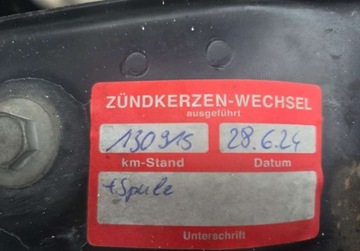 ZÜNDKERZEN-WECHSEL
ausgeführt
130915 28.6.24
km-Stand Datum
+Spule
Unterschrift